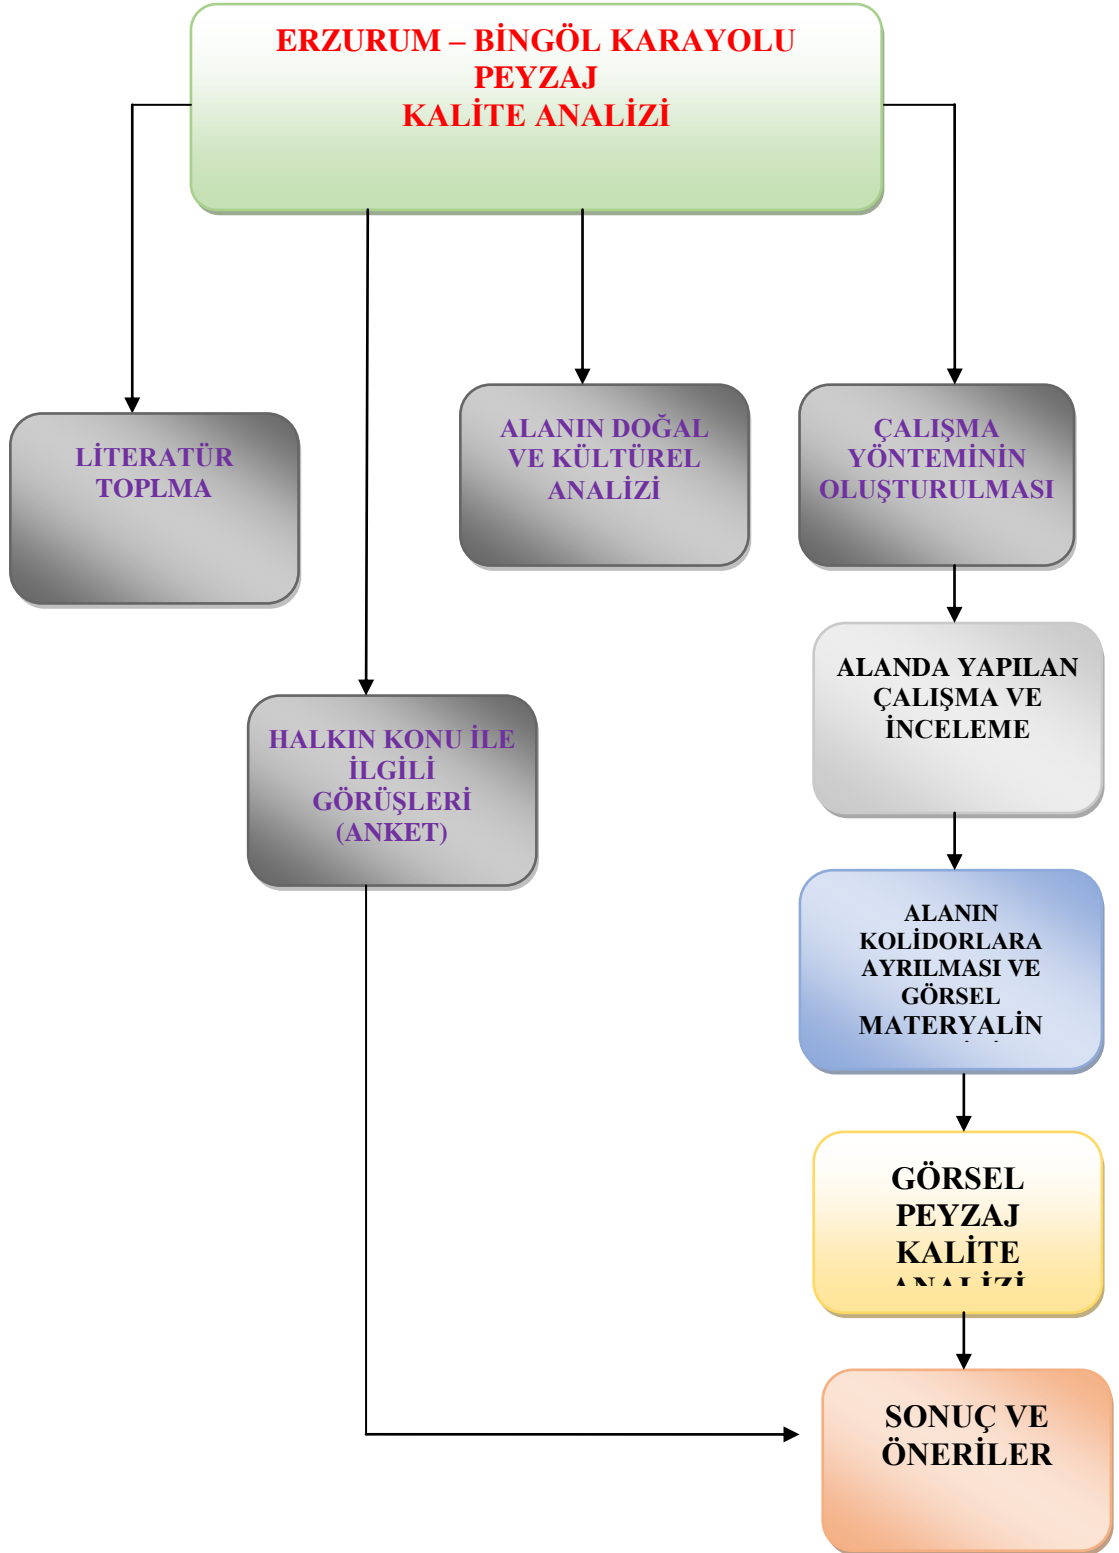 ERZURUM – BİNGÖL KARAYOLU
PEYZAJ
KALİTE ANALİZİ
LİTERATÜR
TOPLMA
ALANIN DOĞAL
VE KÜLTÜREL
ANALİZİ
ÇALIŞMA
YÖNTEMİNİN
OLUŞTURULMASI
ALANDA YAPILAN
ÇALIŞMA VE
İNCELEME
HALKIN KONU İLE
İLGİLİ
GÖRÜŞLERİ
(ANKET)
ALANIN
KOLİDORLARA
AYRILMASI VE
GÖRSEL
MATERYALİN
GÖRSEL
PEYZAJ
KALİTE
ANALİZİ
SONUÇ VE
ÖNERİLER